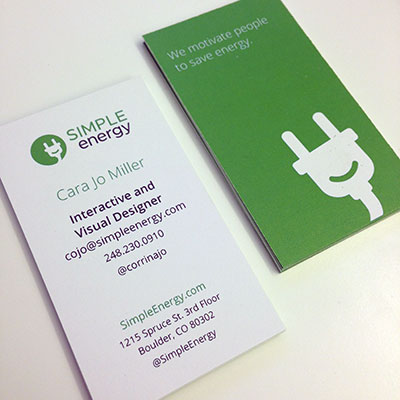 SIMPLE
energy
Cara Jo Miller
Interactive and
Visual Designer
cojo@simpleenergy.com
248.230.0910
@corrinajo
SimpleEnergy.com
1215 Spruce St. 3rd Floor
Boulder, CO 80302
@SimpleEnergy
We motivate people
to save energy.